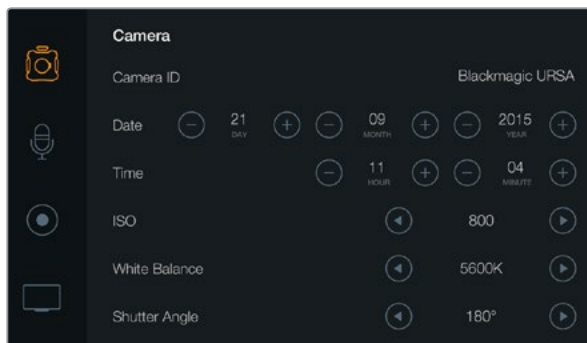 Camera
Camera ID Blackmagic URSA
Date 21 09 2015
DAY MONTH YEAR
Time 11 04
HOUR MINUTE
ISO 800
White Balance 5600K
Shutter Angle 180°